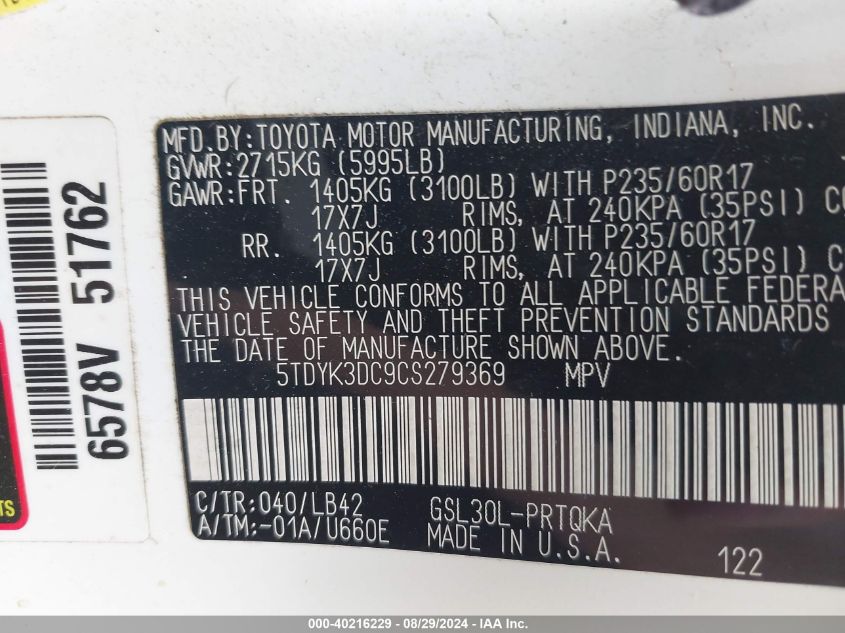 MFD.BY:TOYOTA MOTOR MANUFACTURING, INDIANA, INC.
GVWR:2715KG (5995LB)
GAWR:FRT. 1405KG (3100LB) WITH P235/60R17
17X7J RIMS, AT 240KPA (35PSI)
RR. 1405KG (3100LB) WITH P235/60R17
17X7J RIMS, AT 240KPA (35PSI)
THIS VEHICLE CONFORMS TO ALL APPLICABLE FEDERA
VEHICLE SAFETY AND THEFT PREVENTION STANDARDS
THE DATE OF MANUFACTURE SHOWN ABOVE.
5TDYK3DC9CS279369 MPV
C/TR:040/LB42 GSL30L-PRTQKA
A/TM:-01A/U660E MADE IN U.S.A.
122
6578V 51762
TS
000-40216229 - 08/29/2024 - IAA Inc.